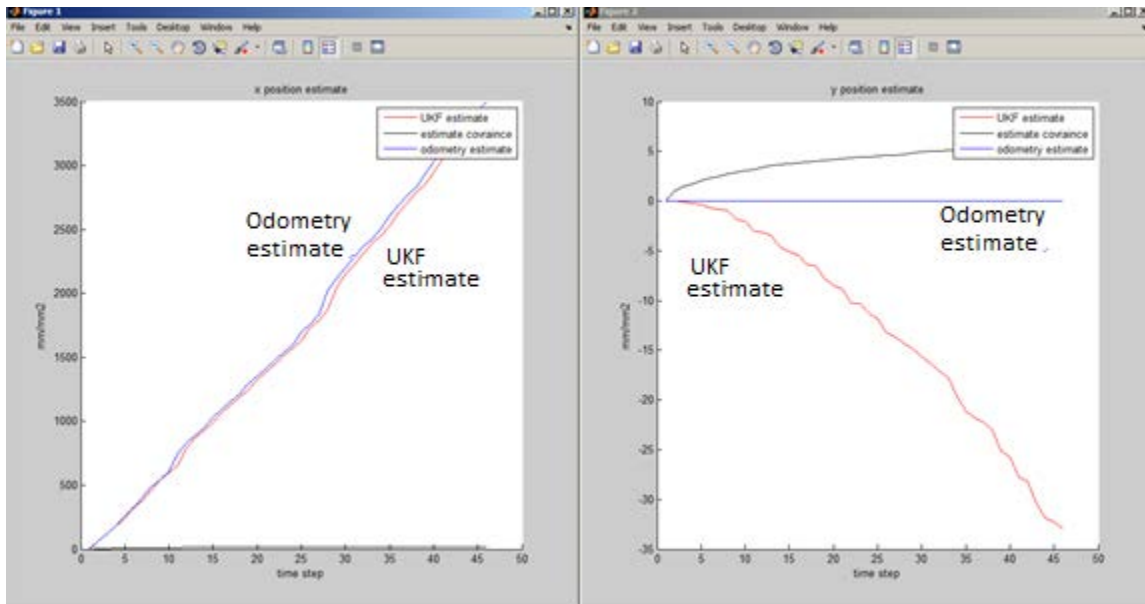 Figure 1
File Edit View Insert Tools Desktop Window Help
x position estimate
UKF estimate
estimate covraince
odometry estimate
Odometry
estimate
UKF
estimate
mm/mm2
3500
3000
2500
2000
1500
1000
500
0
0 5 10 15 20 25 30 35 40 45 50
time step
Figure 2
File Edit View Insert Tools Desktop Window Help
y position estimate
UKF estimate
estimate covraince
odometry estimate
Odometry
estimate
UKF
estimate
mm/mm2
10
5
0
-5
-10
-15
-20
-25
-30
-35
0 5 10 15 20 25 30 35 40 45 50
time step